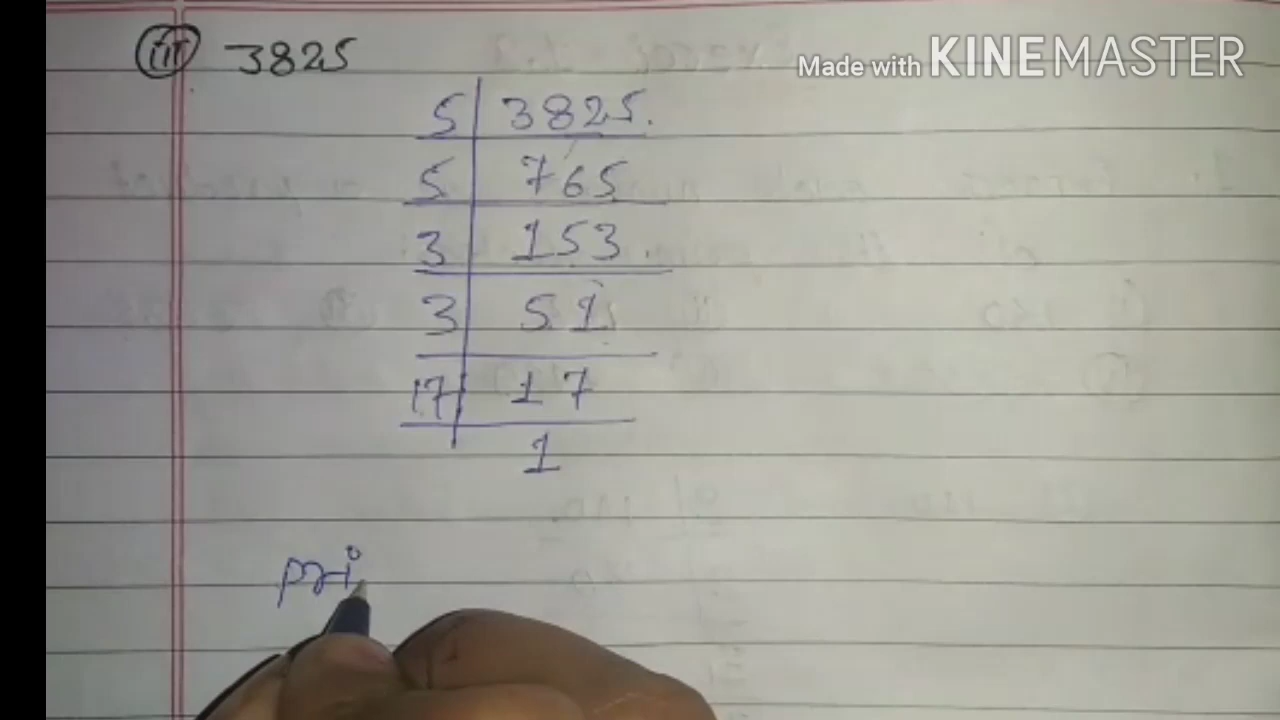 (iii) 3825
Made with KINEMASTER
5 | 3825.
5 | 765
3 | 153.
3 | 51
17 | 17
1
pri